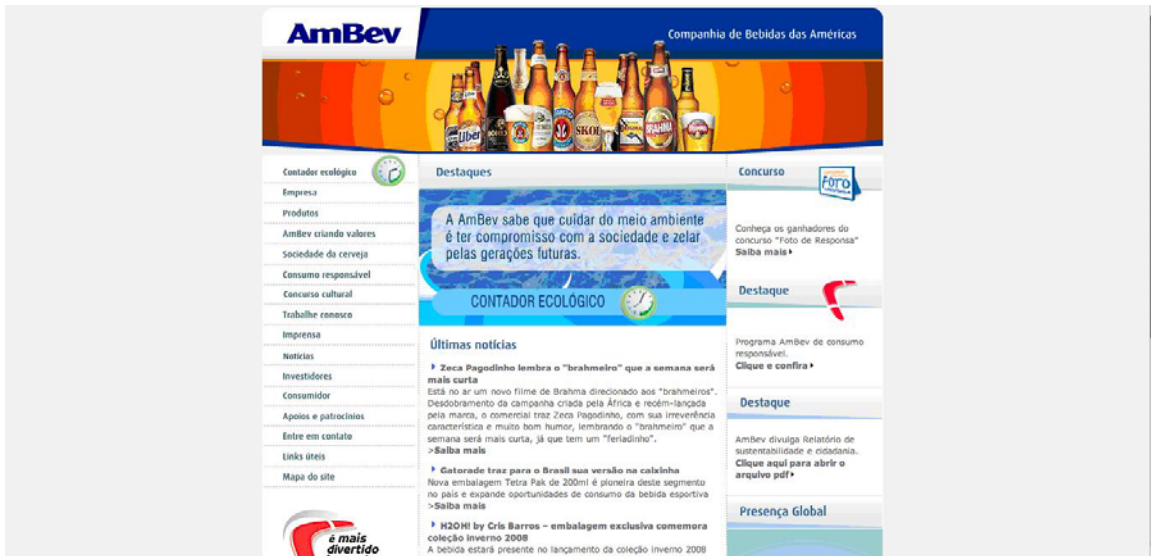 AmBev
Companhia de Bebidas das Américas
Liber
BOHEMIA
SKOL
ORIGINAL
BRAHMA
Contador ecológico
Empresa
Produtos
AmBev criando valores
Sociedade da cerveja
Consumo responsável
Concurso cultural
Trabalhe conosco
Imprensa
Notícias
Investidores
Consumidor
Apoios e patrocínios
Entre em contato
Links úteis
Mapa do site
é mais
divertido
Destaques
A AmBev sabe que cuidar do meio ambiente
é ter compromisso com a sociedade e zelar
pelas gerações futuras.
CONTADOR ECOLÓGICO
Últimas notícias
Zeca Pagodinho lembra o "brahmeiro" que a semana será
mais curta
Está no ar um novo filme de Brahma direcionado aos "brahmeiros".
Desdobramento da campanha criada pela África e recém-lançada
pela marca, o comercial traz Zeca Pagodinho, com sua irreverência
característica e muito bom humor, lembrando o "brahmeiro" que a
semana será mais curta, já que tem um "feriadinho".
>Saiba mais
Gatorade traz para o Brasil sua versão na caixinha
Nova embalagem Tetra Pak de 200ml é pioneira deste segmento
no país e expande oportunidades de consumo da bebida esportiva
>Saiba mais
H2OH! by Cris Barros – embalagem exclusiva comemora
coleção inverno 2008
A bebida estará presente no lançamento da coleção inverno 2008
Concurso
FOTO
Conheça os ganhadores do
concurso "Foto de Responsa"
Saiba mais
Destaque
Programa AmBev de consumo
responsável.
Clique e confira
Destaque
AmBev divulga Relatório de
sustentabilidade e cidadania.
Clique aqui para abrir o
arquivo pdf
Presença Global